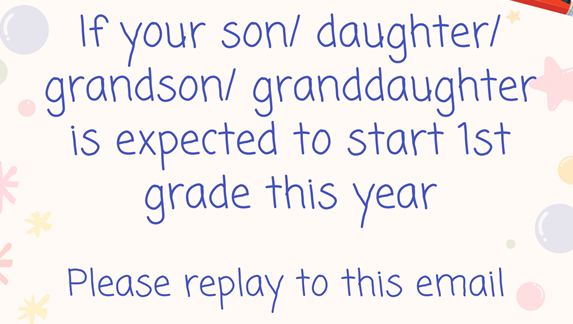 If your son/ daughter/
grandson/ granddaughter
is expected to start 1st
grade this year
Please replay to this email